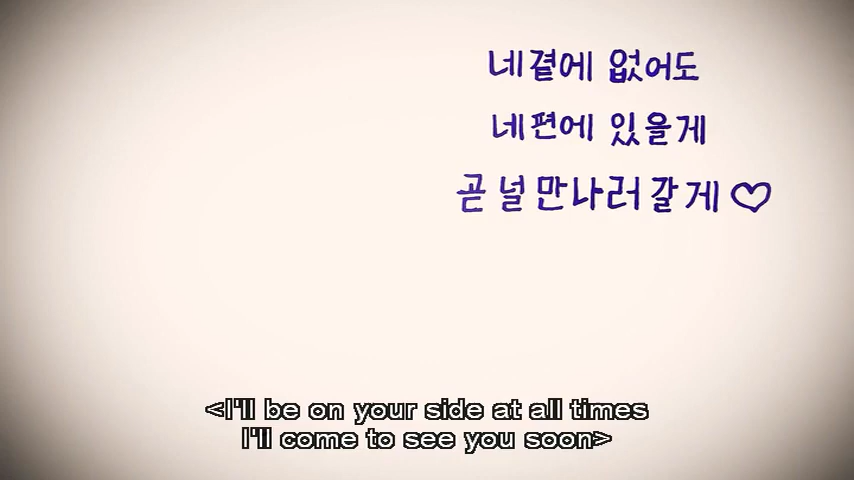 네 곁에 없어도
네 편에 있을게
곧 널 만나러 갈게♡
<I'll be on your side at all times
I'll come to see you soon>